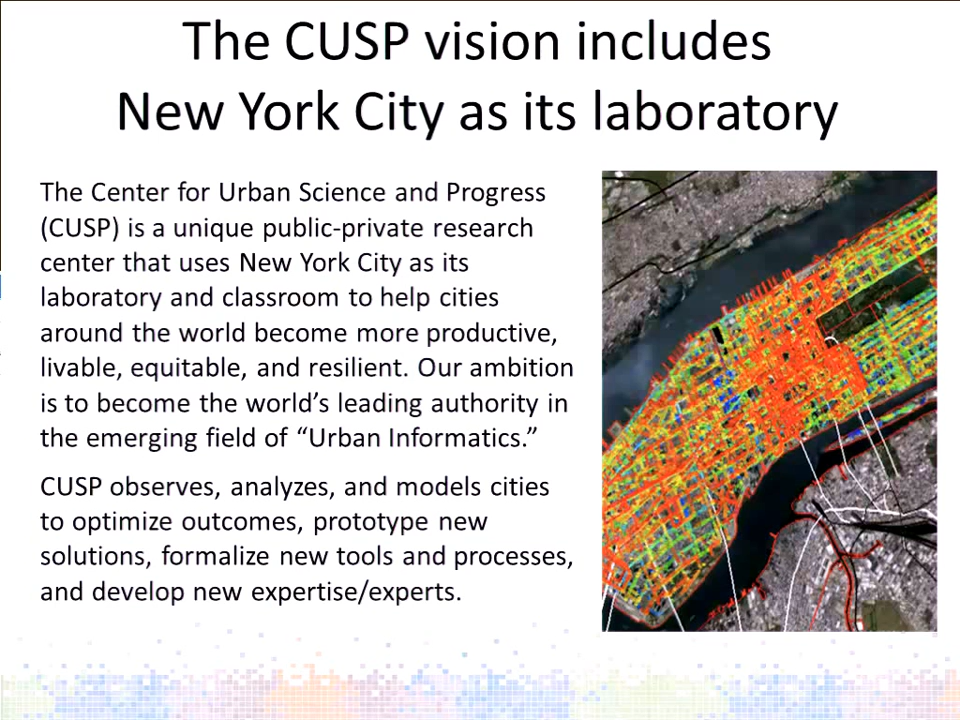 The CUSP vision includes
New York City as its laboratory
The Center for Urban Science and Progress
(CUSP) is a unique public-private research
center that uses New York City as its
laboratory and classroom to help cities
around the world become more productive,
livable, equitable, and resilient. Our ambition
is to become the world’s leading authority in
the emerging field of “Urban Informatics.”
CUSP observes, analyzes, and models cities
to optimize outcomes, prototype new
solutions, formalize new tools and processes,
and develop new expertise/experts.